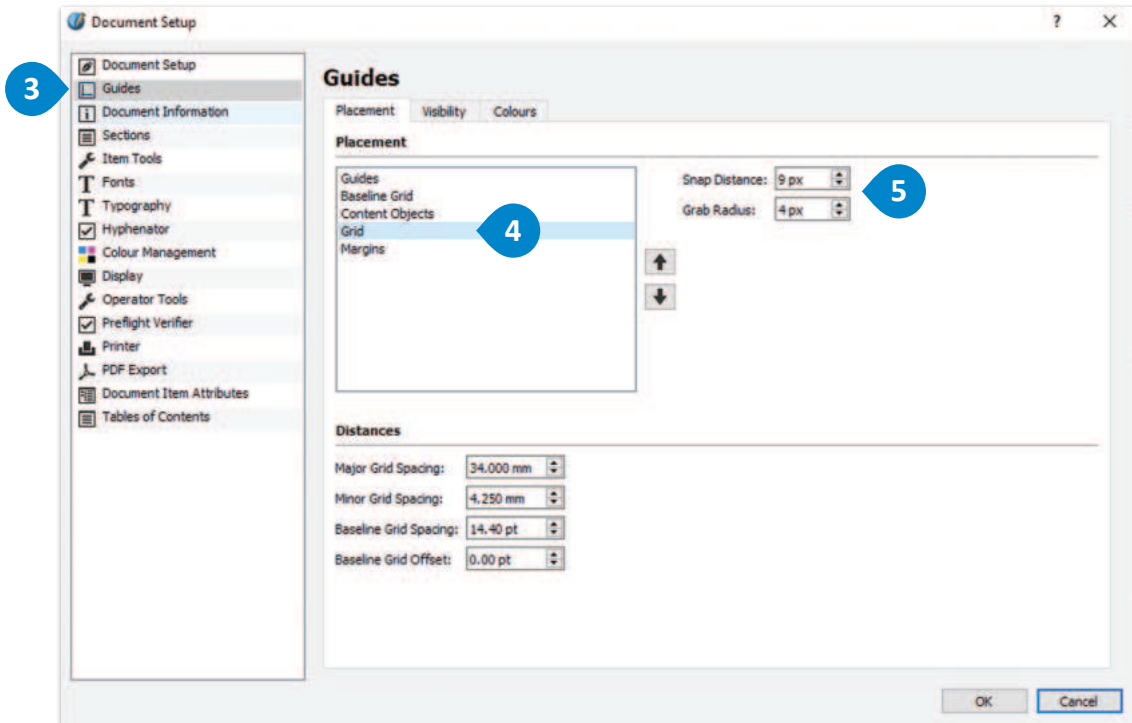 Document Setup
?
Document Setup
3
Guides
Document Information
Sections
Item Tools
Fonts
Typography
Hyphenator
Colour Management
Display
Operator Tools
Preflight Verifier
Printer
PDF Export
Document Item Attributes
Tables of Contents
Guides
Placement Visibility Colours
Placement
Guides
Baseline Grid
Content Objects
Grid
4
Margins
Snap Distance: 9 px
Grab Radius: 4 px
5
Distances
Major Grid Spacing: 34.000 mm
Minor Grid Spacing: 4.250 mm
Baseline Grid Spacing: 14.40 pt
Baseline Grid Offset: 0.00 pt
OK Cancel